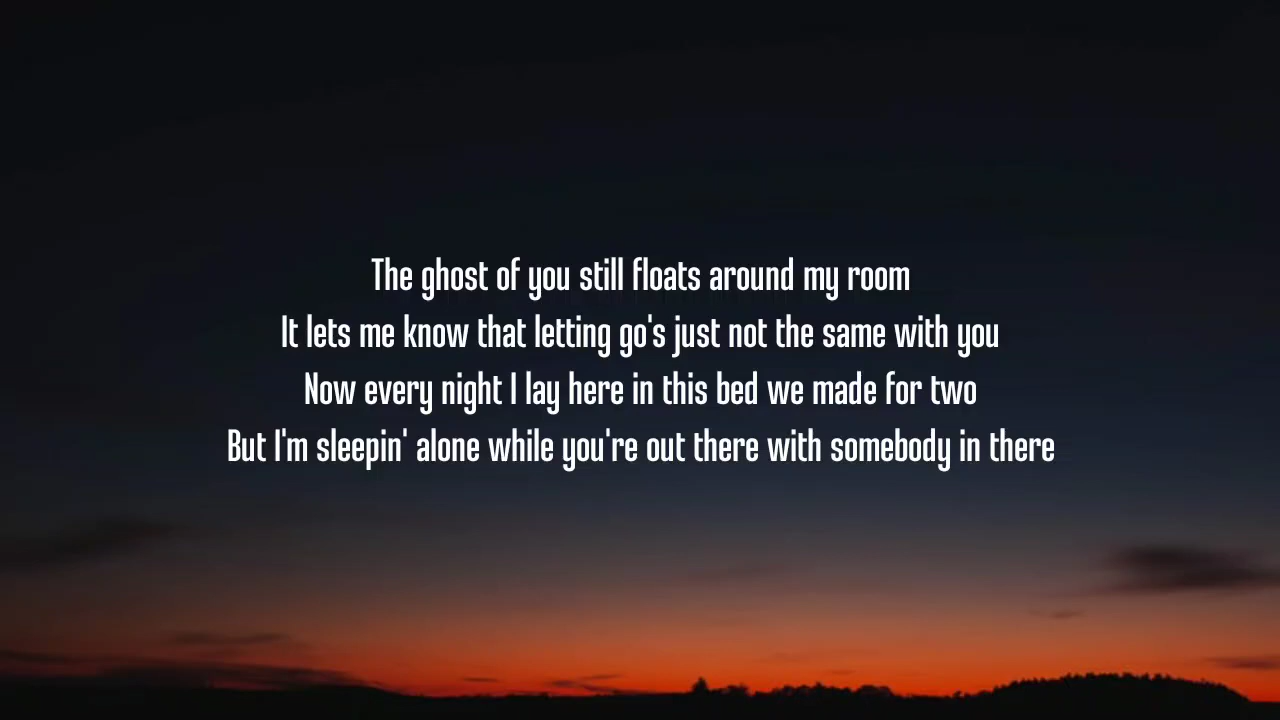 The ghost of you still floats around my room
It lets me know that letting go's just not the same with you
Now every night I lay here in this bed we made for two
But I'm sleepin' alone while you're out there with somebody in there